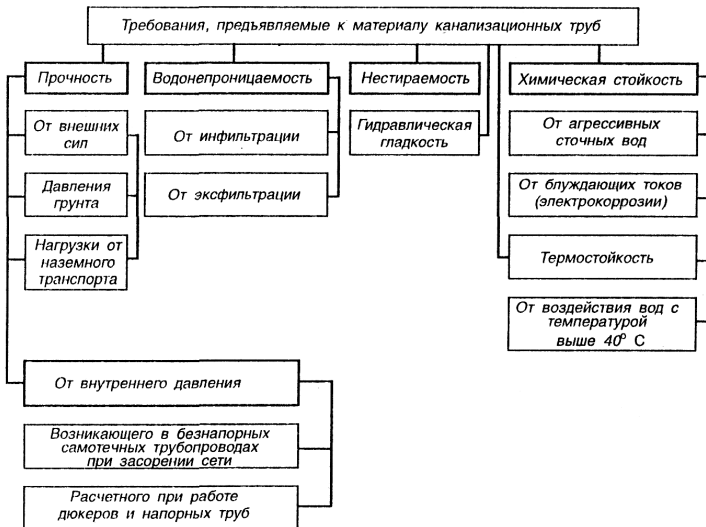 Требования, предъявляемые к материалу канализационных труб
Прочность
Водонепроницаемость
Нестираемость
Химическая стойкость
От внешних
сил
От инфильтрации
Гидравлическая
гладкость
От агрессивных
сточных вод
Давления
грунта
От эксфильтрации
От блуждающих токов
(электрокоррозии)
Нагрузки от
наземного
транспорта
Термостойкость
От воздействия вод с
температурой
выше 40° С
От внутреннего давления
Возникающего в безнапорных
самотечных трубопроводах
при засорении сети
Расчетного при работе
дюкеров и напорных труб